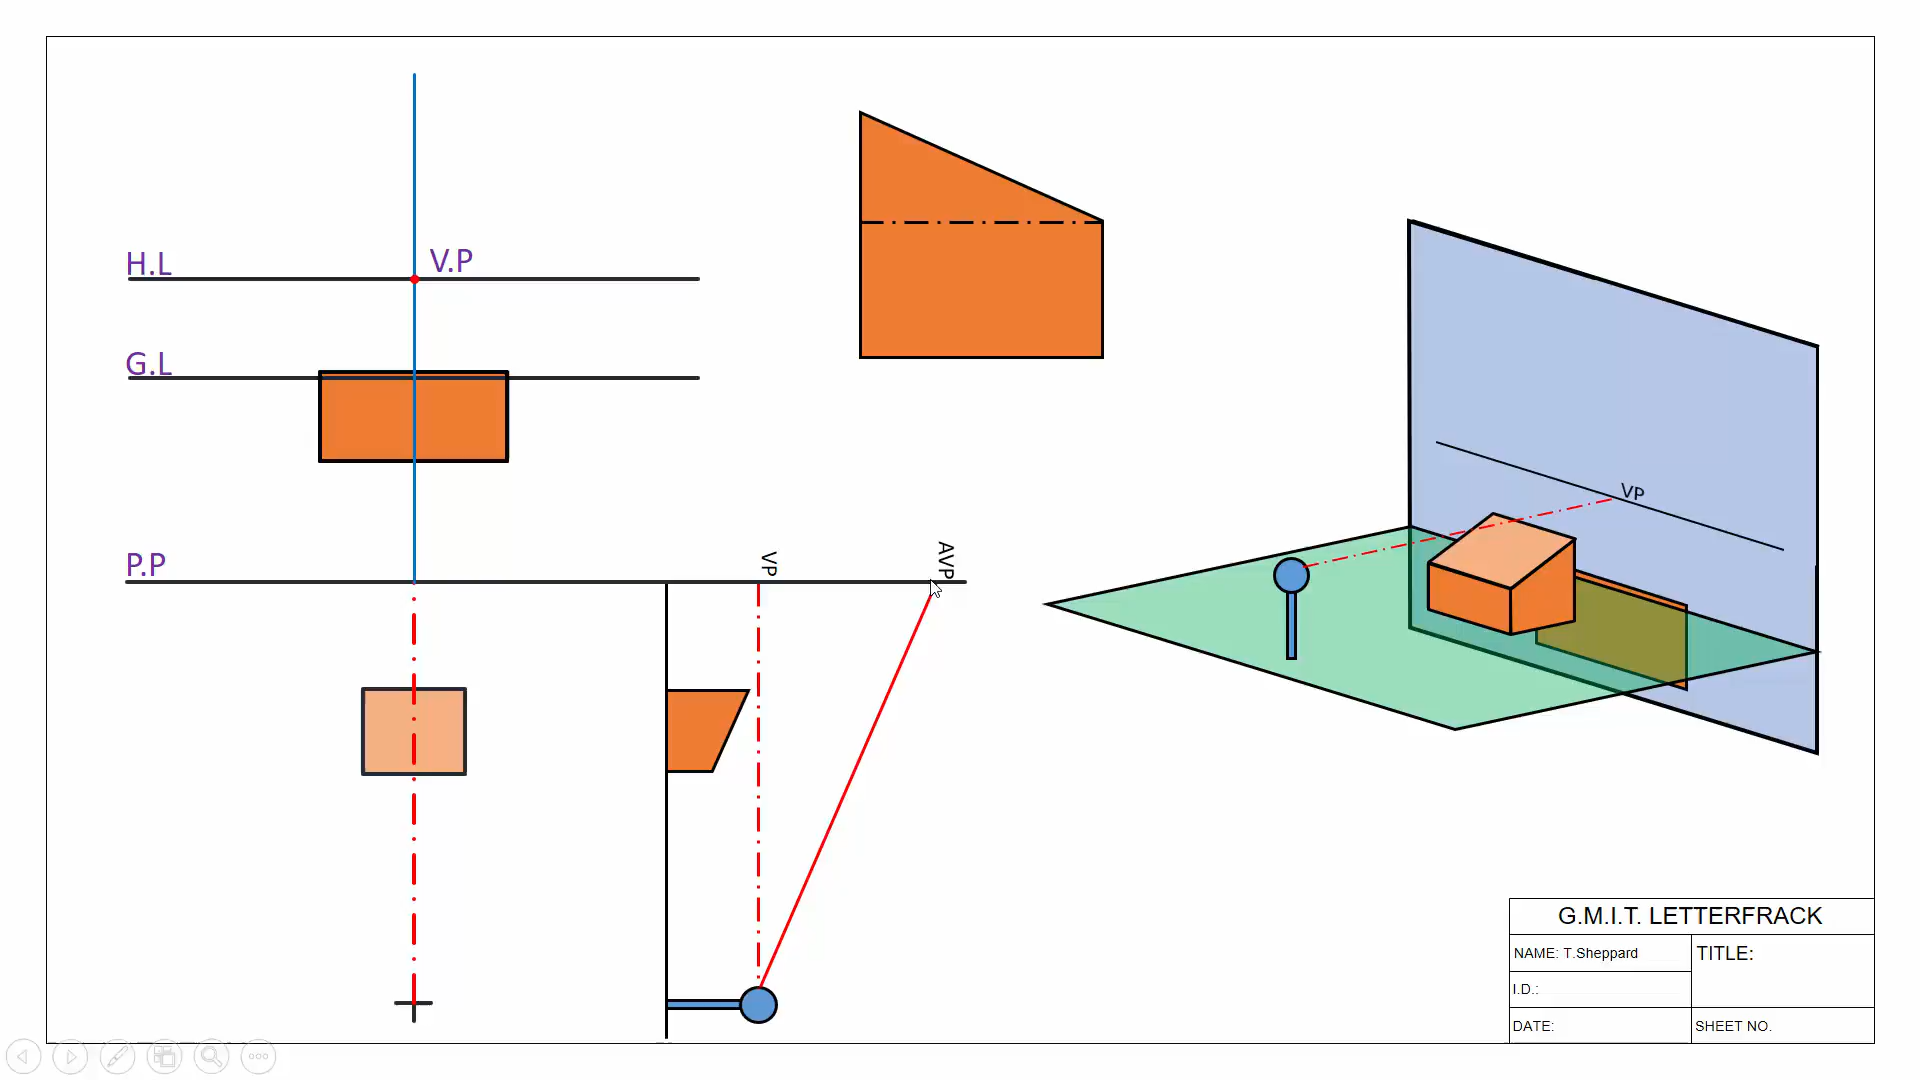 H.L
V.P
G.L
P.P
VP
AVP
VP
G.M.I.T. LETTERFRACK
NAME: T.Sheppard
TITLE:
I.D.:
DATE:
SHEET NO.